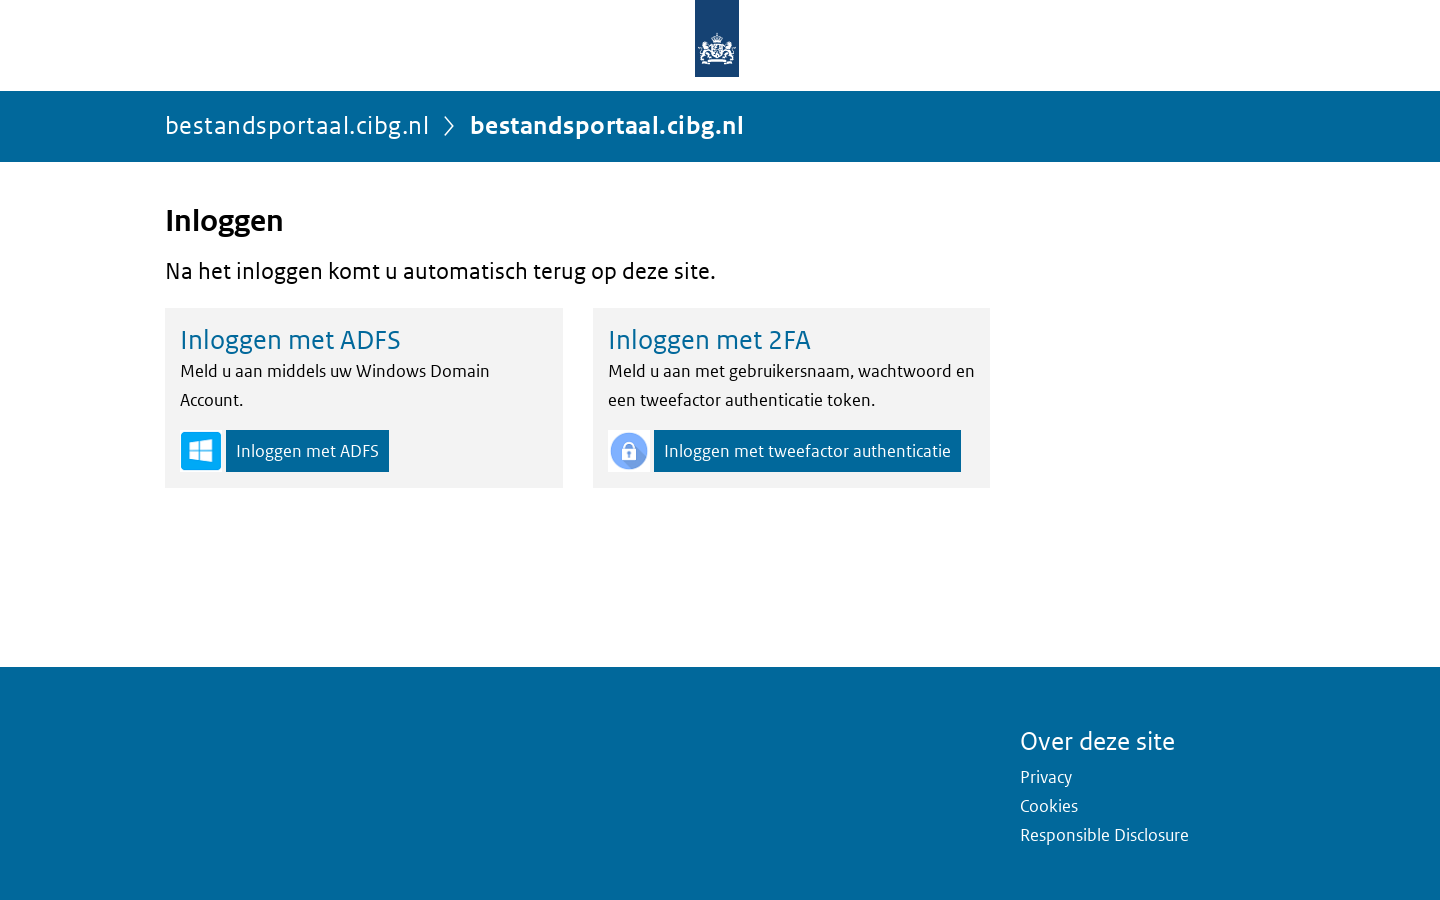 bestandsportaal.cibg.nl
bestandsportaal.cibg.nl
Inloggen
Na het inloggen komt u automatisch terug op deze site.
Inloggen met ADFS
Meld u aan middels uw Windows Domain
Account.
Inloggen met ADFS
Inloggen met 2FA
Meld u aan met gebruikersnaam, wachtwoord en
een tweefactor authenticatie token.
Inloggen met tweefactor authenticatie
Over deze site
Privacy
Cookies
Responsible Disclosure